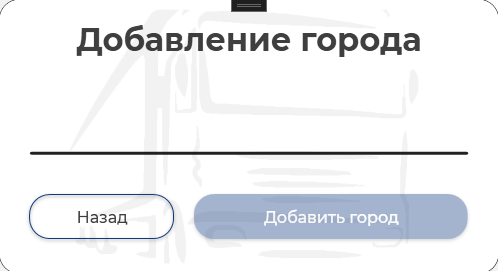 Добавление города
Назад
Добавить город